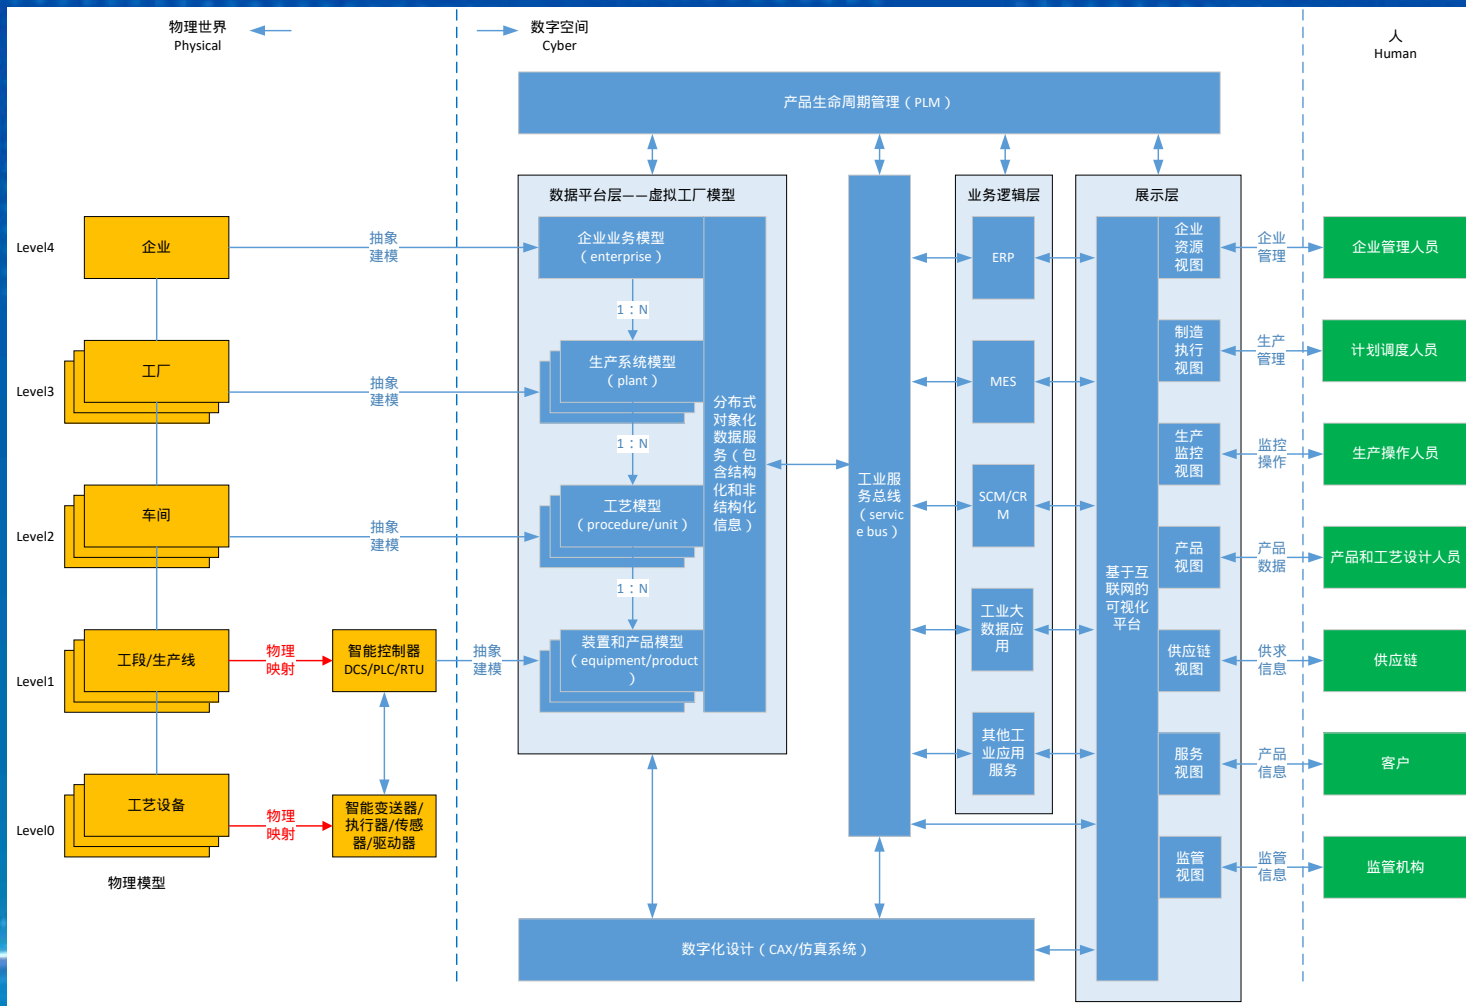 物理世界
Physical
数字空间
Cyber
人
Human
产品生命周期管理（PLM）
数据平台层——虚拟工厂模型
业务逻辑层
展示层
Level4
企业
抽象
建模
企业业务模型
（enterprise）
1：N
ERP
企业
资源
视图
企业
管理
企业管理人员
Level3
工厂
抽象
建模
生产系统模型
（plant）
1：N
MES
制造
执行
视图
生产
管理
计划调度人员
分布式
对象化
数据服
务（包
含结构
化和非
结构化
信息）
工业服
务总线
（servic
e bus）
生产
监控
视图
监控
操作
生产操作人员
Level2
车间
抽象
建模
工艺模型
（procedure/unit）
1：N
SCM/CR
M
产品
视图
产品
数据
产品和工艺设计人员
基于互
联网的
可视化
平台
Level1
工段/生产线
物理
映射
智能控制器
DCS/PLC/RTU
抽象
建模
装置和产品模型
（equipment/product
）
工业大
数据应
用
供应链
视图
供求
信息
供应链
其他工
业应用
服务
服务
视图
产品
信息
客户
Level0
工艺设备
物理
映射
智能变送器/
执行器/传感
器/驱动器
监管
视图
监管
信息
监管机构
物理模型
数字化设计（CAX/仿真系统）